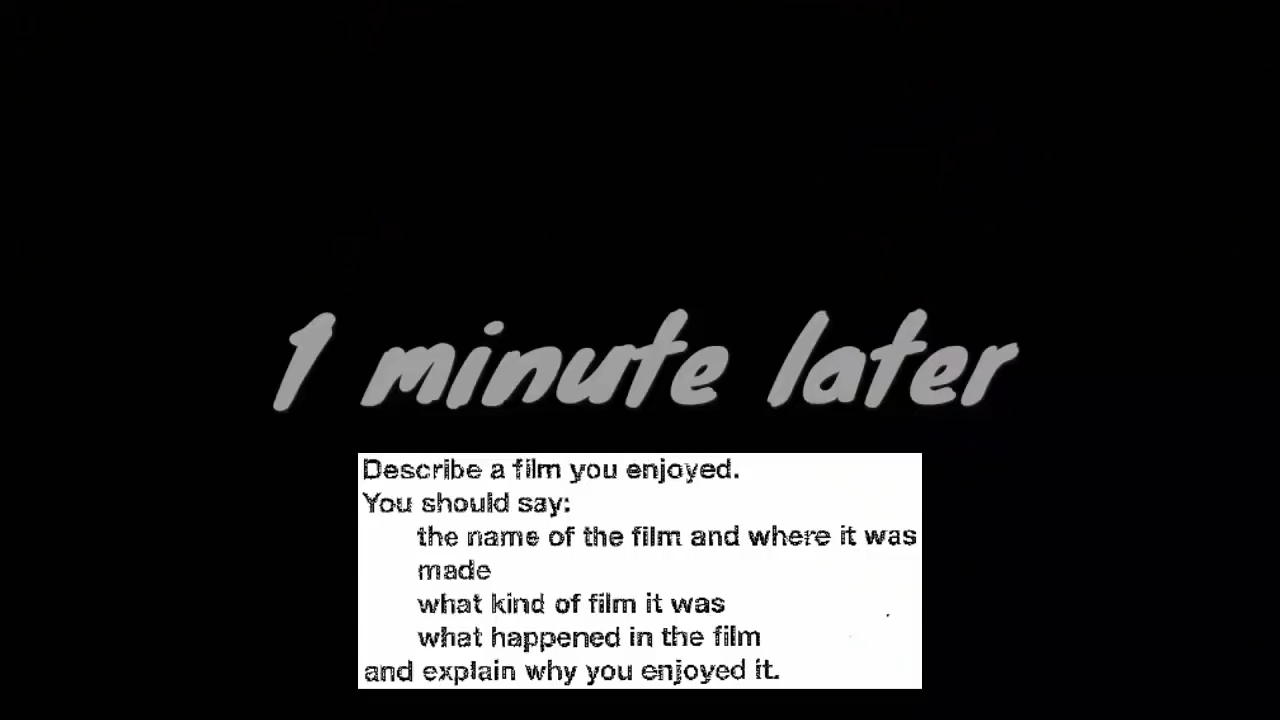 1 minute later
Describe a film you enjoyed.
You should say:
the name of the film and where it was
made
what kind of film it was
what happened in the film
and explain why you enjoyed it.